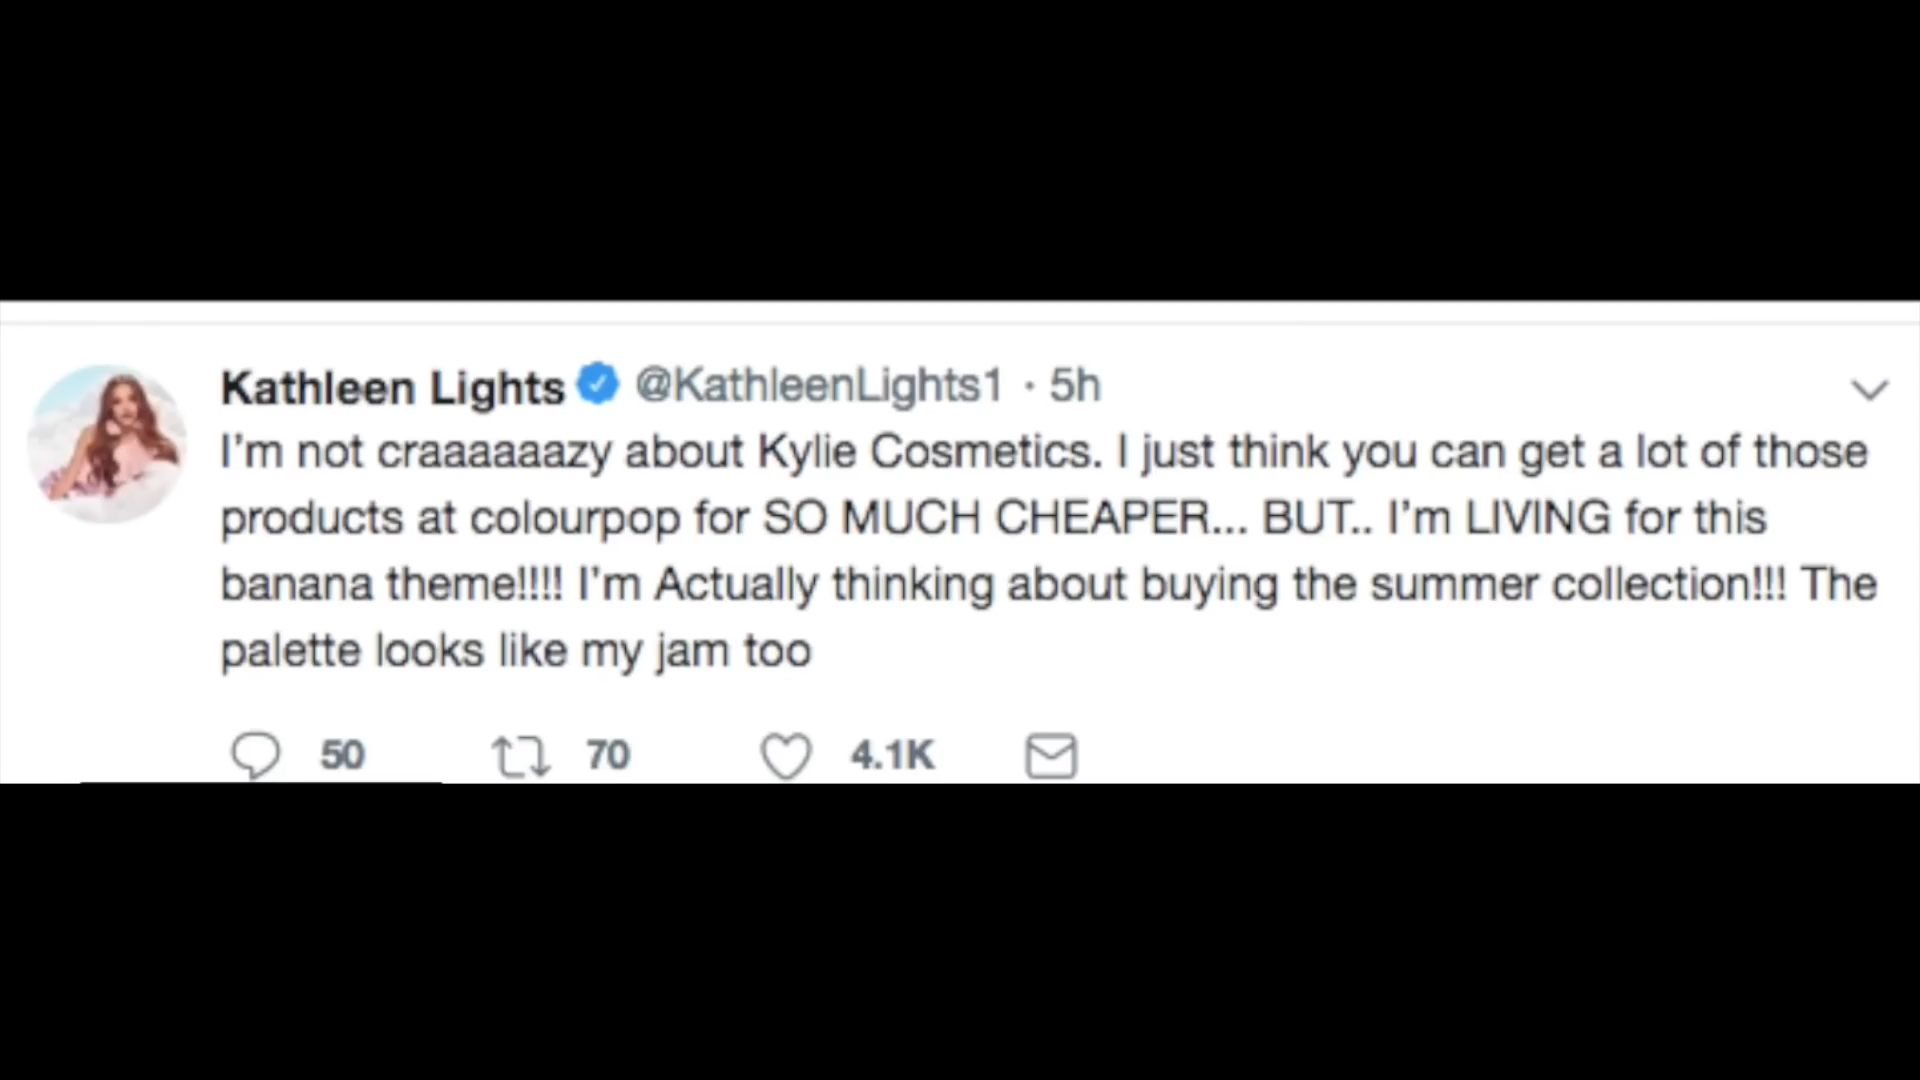 Kathleen Lights @KathleenLights1 · 5h
I'm not craaaaaazy about Kylie Cosmetics. I just think you can get a lot of those
products at colourpop for SO MUCH CHEAPER... BUT.. I'm LIVING for this
banana theme!!!! I'm Actually thinking about buying the summer collection!!! The
palette looks like my jam too
50 70 4.1K